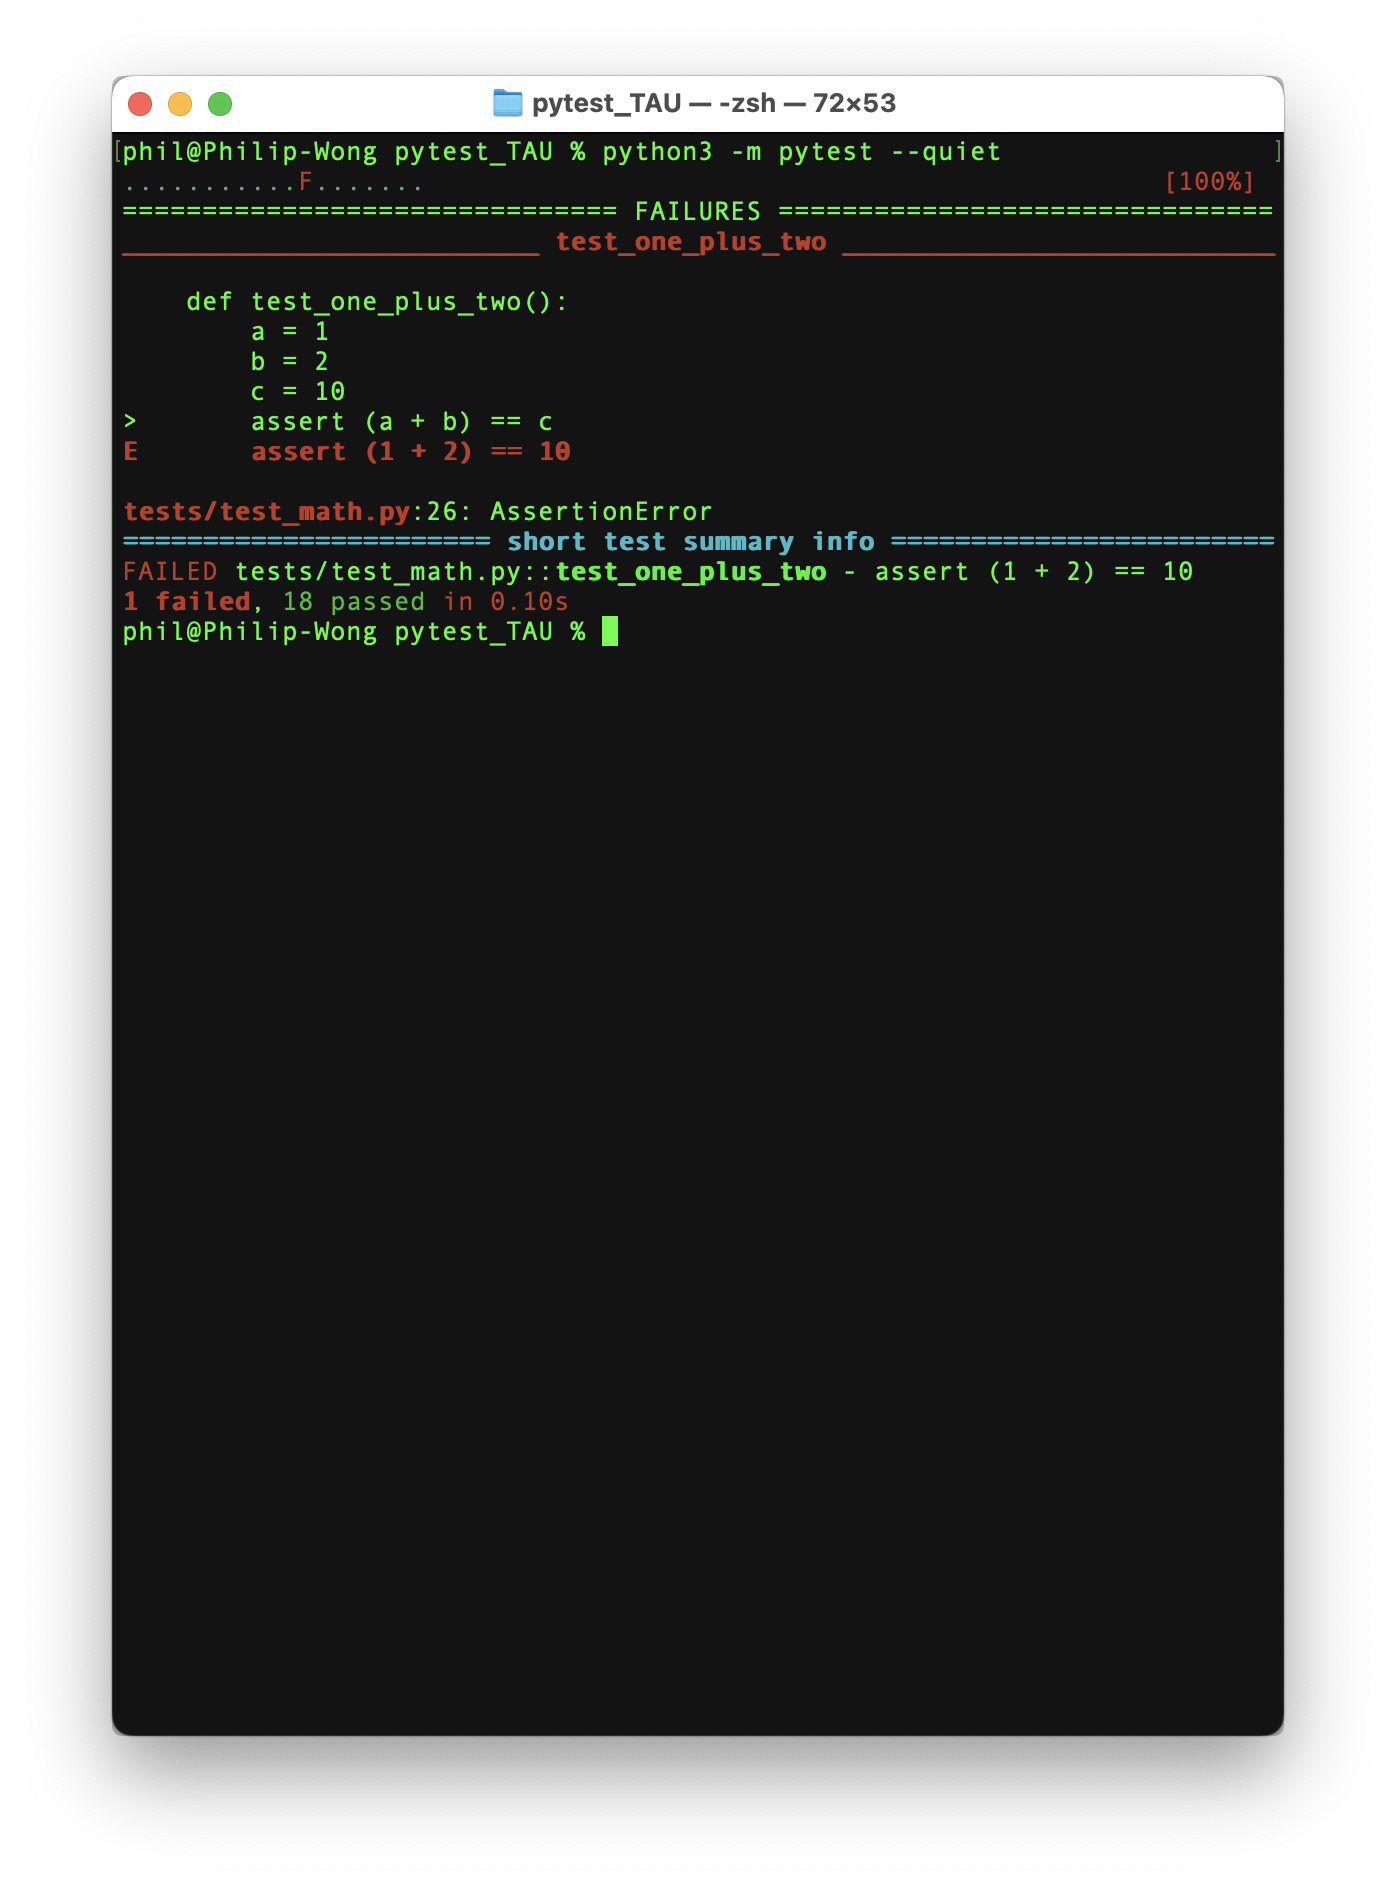 pytest_TAU — -zsh — 72×53
[phil@Philip-Wong pytest_TAU % python3 -m pytest --quiet ]
...........F....... [100%]
=============================== FAILURES ===============================
__________________________ test_one_plus_two ___________________________
def test_one_plus_two():
a = 1
b = 2
c = 10
> assert (a + b) == c
E assert (1 + 2) == 10
tests/test_math.py:26: AssertionError
======================= short test summary info ========================
FAILED tests/test_math.py::test_one_plus_two - assert (1 + 2) == 10
1 failed, 18 passed in 0.10s
phil@Philip-Wong pytest_TAU %